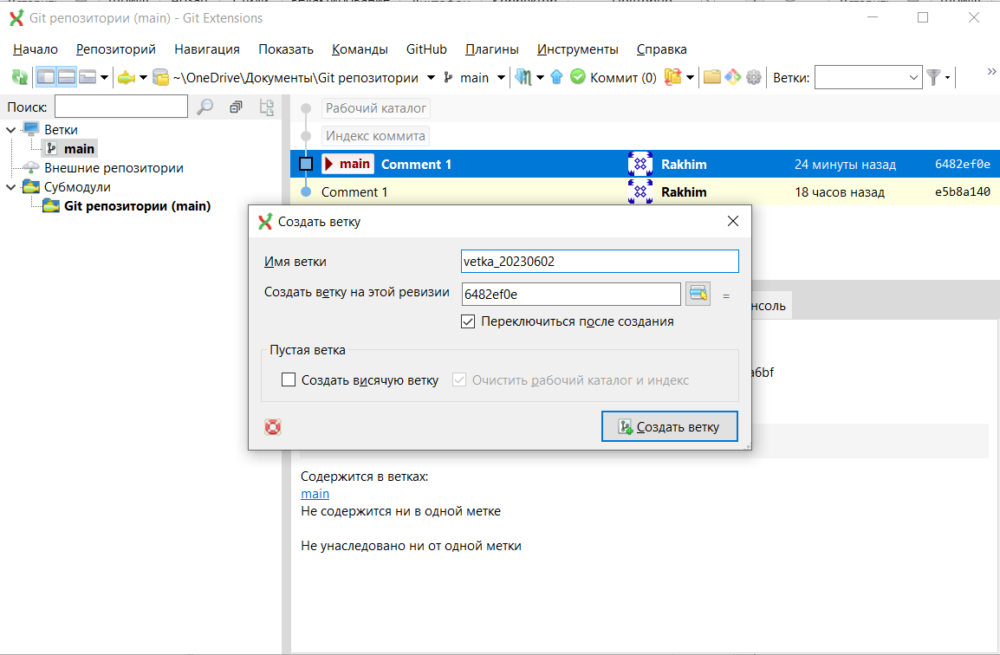 Git репозитории (main) - Git Extensions
Начало Репозиторий Навигация Показать Команды GitHub Плагины Инструменты Справка
~\OneDrive\Документы\Git репозитории main Коммит (0) Ветки: »
Поиск:
Рабочий каталог
Ветки
Индекс коммита
main
main Comment 1 Rakhim 24 минуты назад 6482ef0e
Внешние репозитории
Субмодули
Comment 1 Rakhim 18 часов назад e5b8a140
Git репозитории (main)
Создать ветку
Имя ветки vetka_20230602
Создать ветку на этой ревизии 6482ef0e =
нсоль
Переключиться после создания
Пустая ветка
a6bf
Создать висячую ветку Очистить рабочий каталог и индекс
Создать ветку
Содержится в ветках:
main
Не содержится ни в одной метке
Не унаследовано ни от одной метки